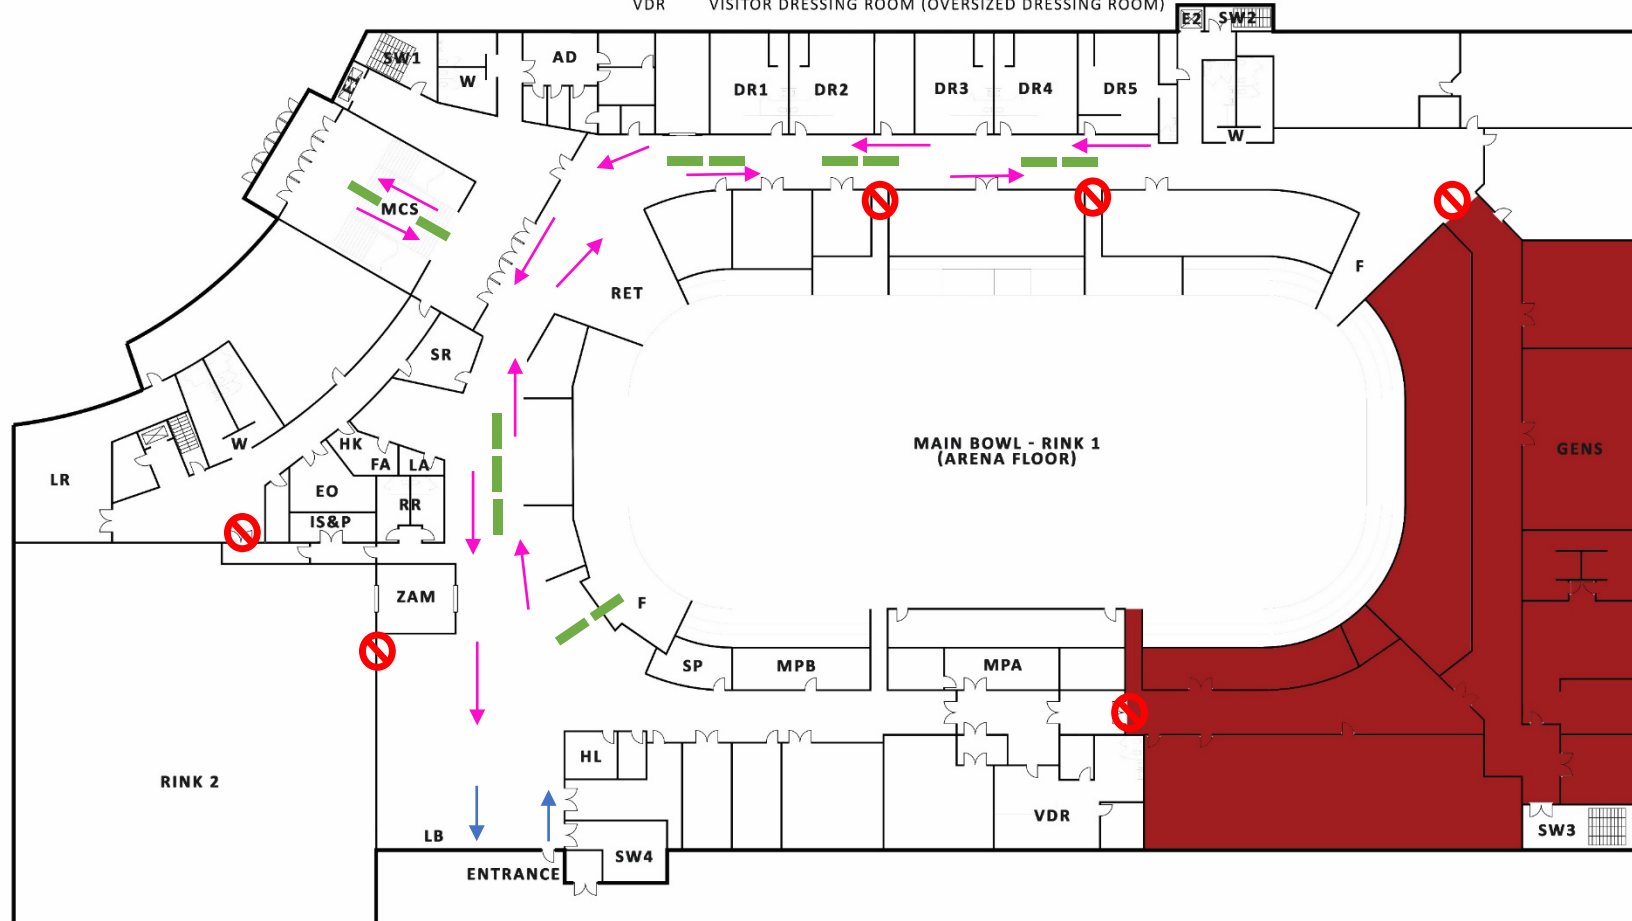 VDR VISITOR DRESSING ROOM (OVERSIZED DRESSING ROOM)
E2 SW2
SW1
AD
W
E1
DR1
DR2
DR3
DR4
DR5
W
MCS
F
RET
SR
MAIN BOWL - RINK 1
(ARENA FLOOR)
HK
W
FA
LA
GENS
LR
EO
RR
IS&P
ZAM
F
SP
MPB
MPA
HL
RINK 2
VDR
LB
SW3
SW4
ENTRANCE